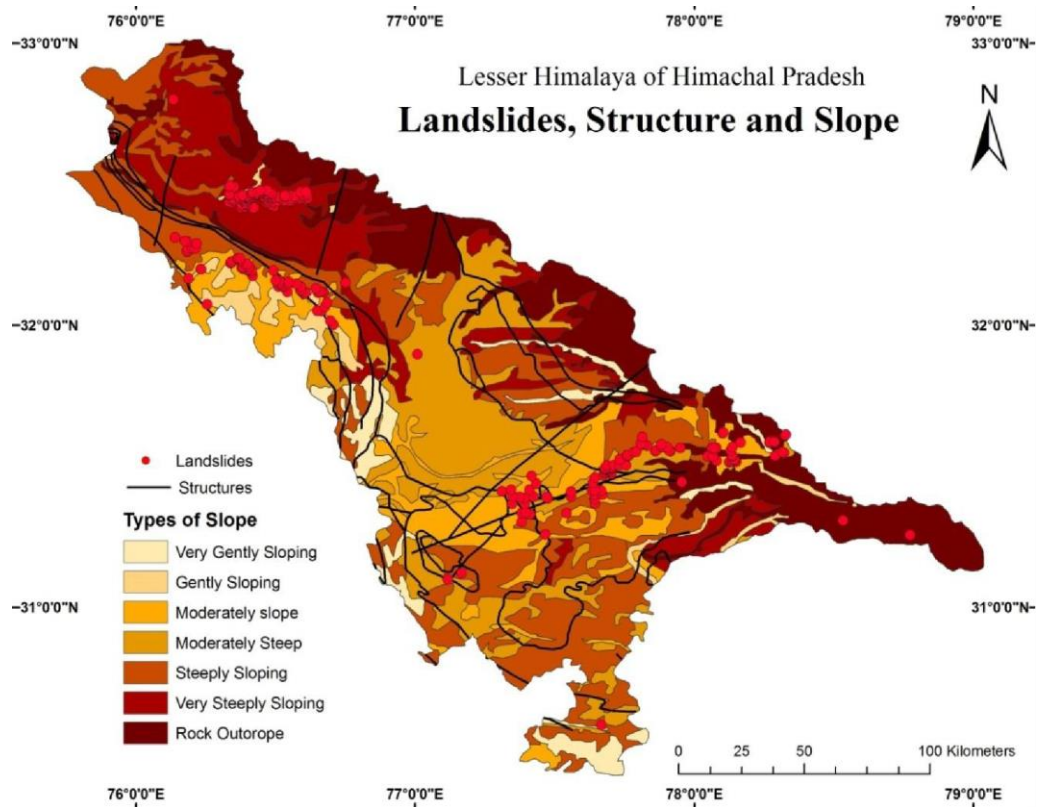 76°0'0"E
77°0'0"E
78°0'0"E
79°0'0"E
33°0'0"N
33°0'0"N
Lesser Himalaya of Himachal Pradesh
Landslides, Structure and Slope
N
32°0'0"N
32°0'0"N
Landslides
Structures
Types of Slope
Very Gently Sloping
Gently Sloping
Moderately slope
Moderately Steep
Steeply Sloping
Very Steeply Sloping
Rock Outorope
31°0'0"N
31°0'0"N
0 25 50 100 Kilometers
76°0'0"E
77°0'0"E
78°0'0"E
79°0'0"E